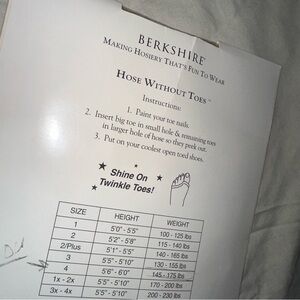 BERKSHIRE®
MAKING HOSIERY THAT'S FUN TO WEAR
HOSE WITHOUT TOES™
Instructions:
1. Paint your toe nails.
2. Insert big toe in small hole & remaining toes
in larger hole of hose so they peek out.
3. Put on your coolest open toed shoes.
Shine On
Twinkle Toes!
SIZE HEIGHT WEIGHT
1 5'0" - 5'5" 100 - 125 lbs
2 5'2" - 5'8" 115 - 140 lbs
2/Plus 5'1" - 5'5" 140 - 165 lbs
3 5'5" - 5'10" 130 - 155 lbs
4 5'6" - 6'0" 145 - 175 lbs
1x - 2x 5'5" - 5'10" 170 - 200 lbs
3x - 4x 5'5" - 5'10" 200 - 230 lbs